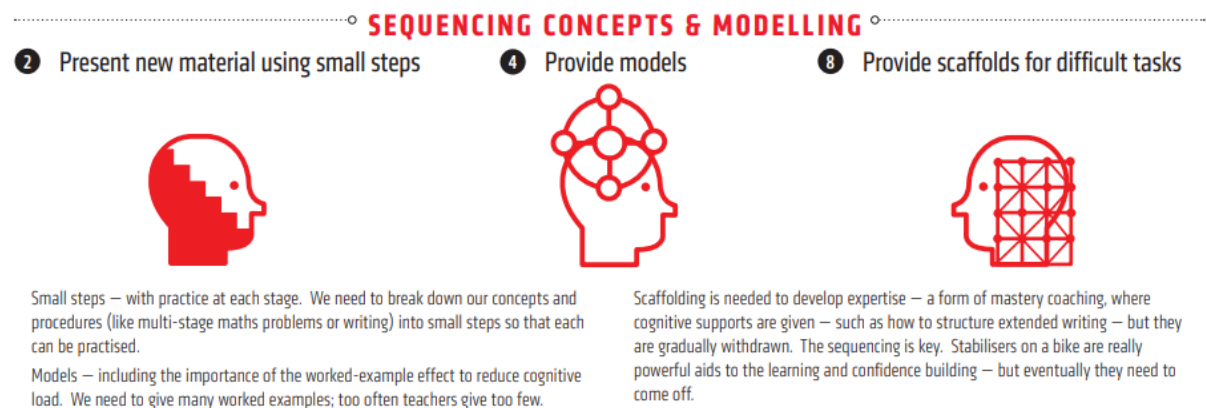 SEQUENCING CONCEPTS & MODELLING
2 Present new material using small steps
4 Provide models
8 Provide scaffolds for difficult tasks
Small steps — with practice at each stage. We need to break down our concepts and
procedures (like multi-stage maths problems or writing) into small steps so that each
can be practised.
Models — including the importance of the worked-example effect to reduce cognitive
load. We need to give many worked examples; too often teachers give too few.
Scaffolding is needed to develop expertise — a form of mastery coaching, where
cognitive supports are given — such as how to structure extended writing — but they
are gradually withdrawn. The sequencing is key. Stabilisers on a bike are really
powerful aids to the learning and confidence building — but eventually they need to
come off.